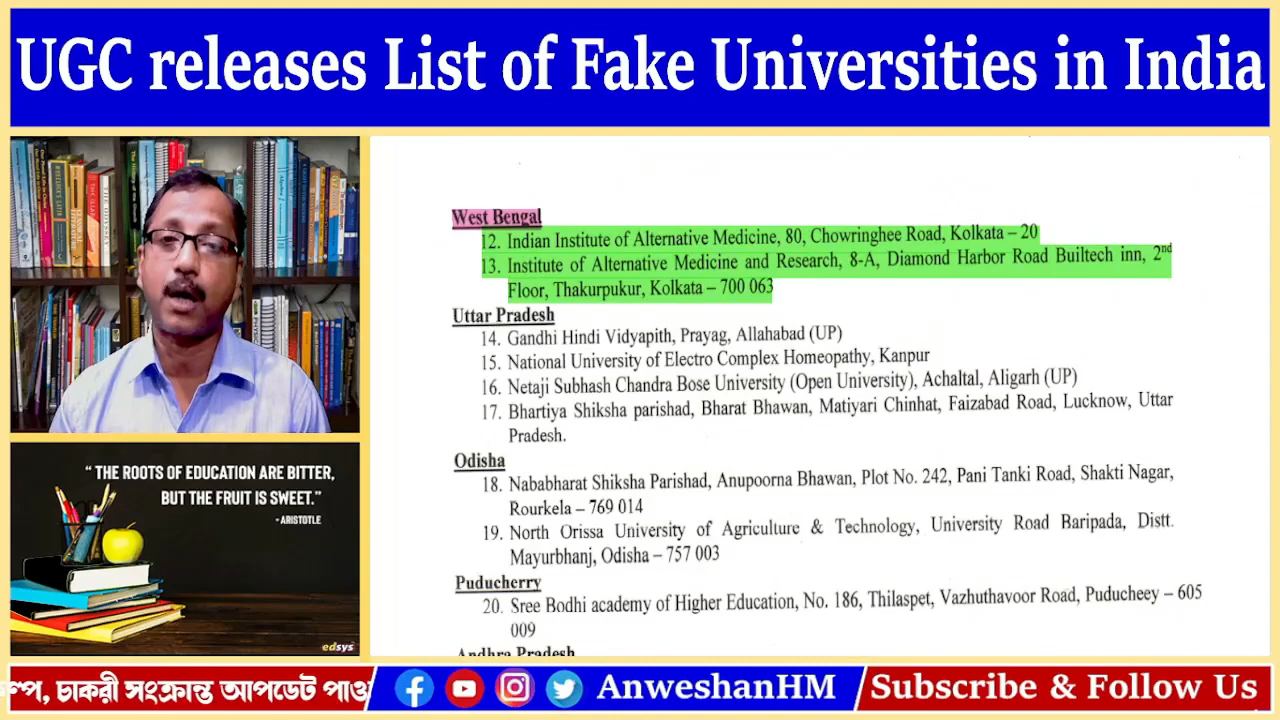 UGC releases List of Fake Universities in India
West Bengal
12. Indian Institute of Alternative Medicine, 80, Chowringhee Road, Kolkata – 20
13. Institute of Alternative Medicine and Research, 8-A, Diamond Harbor Road Builtech inn, 2nd
Floor, Thakurpukur, Kolkata – 700 063
Uttar Pradesh
14. Gandhi Hindi Vidyapith, Prayag, Allahabad (UP)
15. National University of Electro Complex Homeopathy, Kanpur
16. Netaji Subhash Chandra Bose University (Open University), Achaltal, Aligarh (UP)
17. Bhartiya Shiksha parishad, Bharat Bhawan, Matiyari Chinhat, Faizabad Road, Lucknow, Uttar
Pradesh.
Odisha
18. Nababharat Shiksha Parishad, Anupoorna Bhawan, Plot No. 242, Pani Tanki Road, Shakti Nagar,
Rourkela – 769 014
19. North Orissa University of Agriculture & Technology, University Road Baripada, Distt.
Mayurbhanj, Odisha – 757 003
Puducherry
20. Sree Bodhi academy of Higher Education, No. 186, Thilaspet, Vazhuthavoor Road, Puducheey – 605
009
Andhra Pradesh
“ THE ROOTS OF EDUCATION ARE BITTER,
BUT THE FRUIT IS SWEET.”
- ARISTOTLE
edsys
চাকরী সংক্রান্ত আপডেট
AnweshanHM
Subscribe & Follow Us